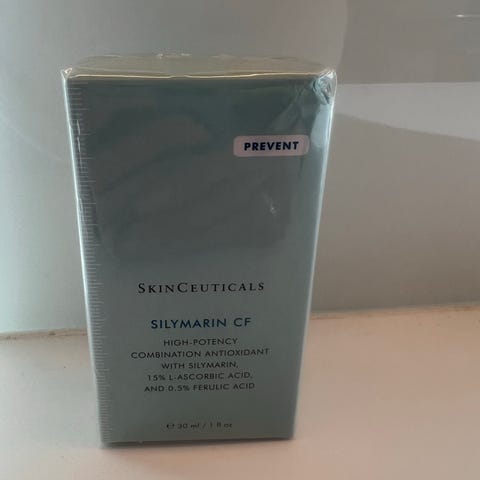 PREVENT
SKINCEUTICALS
SILYMARIN CF
HIGH-POTENCY
COMBINATION ANTIOXIDANT
WITH SILYMARIN,
15% L-ASCORBIC ACID,
AND 0.5% FERULIC ACID
℮ 30 ml / 1 fl oz